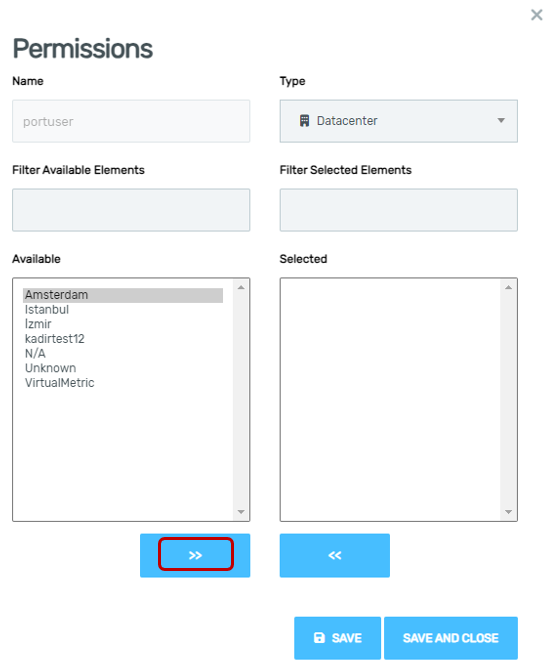 ×
Permissions
Name
Type
portuser
Datacenter
Filter Available Elements
Filter Selected Elements
Available
Selected
Amsterdam
Istanbul
İzmir
kadirtest12
N/A
Unknown
VirtualMetric
>>
<<
SAVE
SAVE AND CLOSE